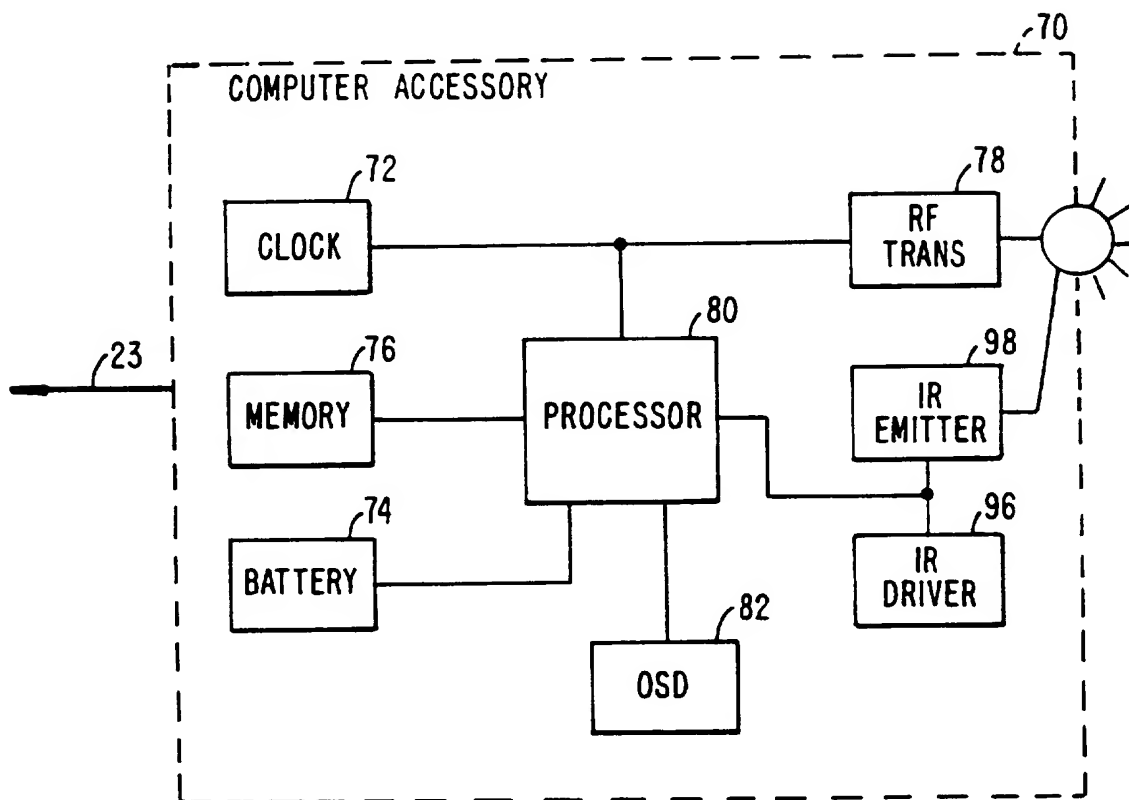 70
COMPUTER ACCESSORY
72
CLOCK
78
RF
TRANS
80
PROCESSOR
23
76
MEMORY
98
IR
EMITTER
74
BATTERY
96
IR
DRIVER
82
OSD